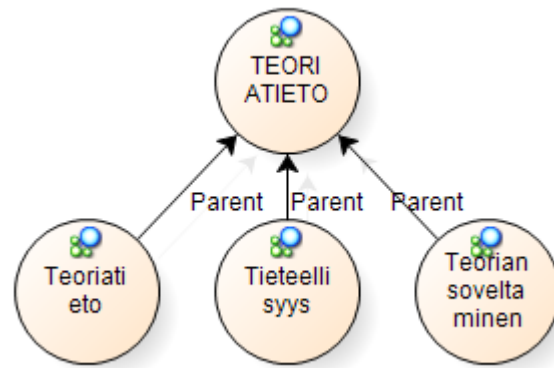 TEORI
ATIETO
Parent
Parent
Parent
Teoriati
eto
Tieteelli
syys
Teorian
sovelta
minen